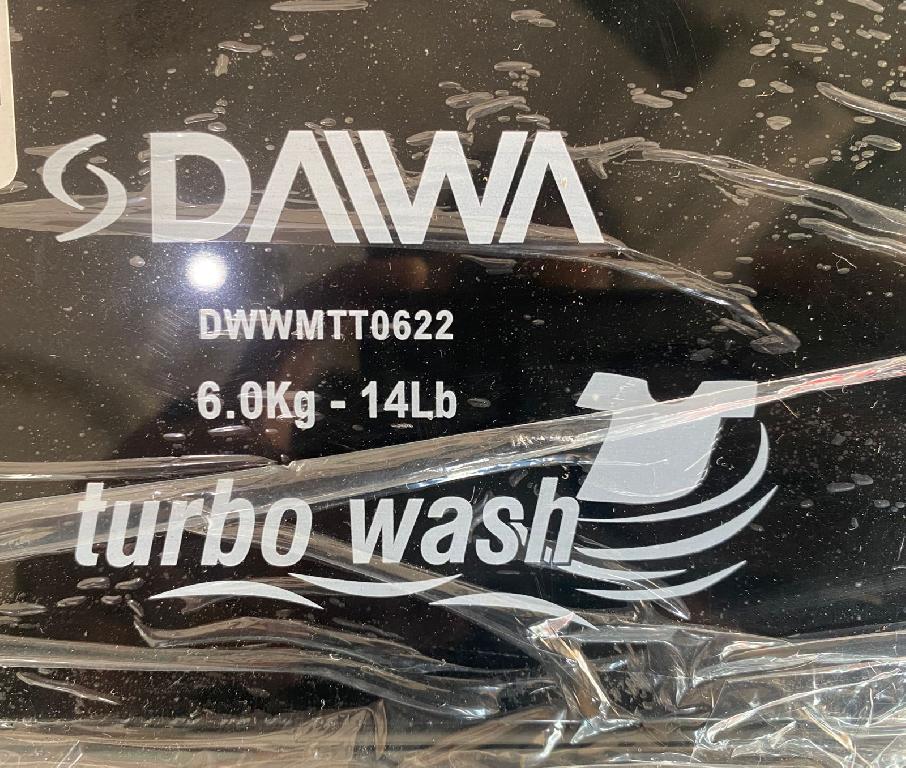 DAIWA
DWWMTT0622
6.0Kg - 14Lb
turbo wash